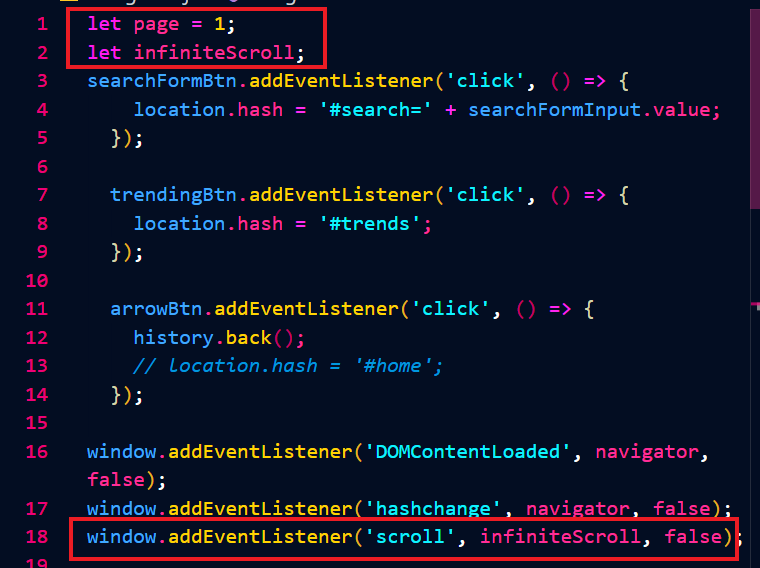 1 let page = 1;
2 let infiniteScroll;
3 searchFormBtn.addEventListener('click', () => {
4 location.hash = '#search=' + searchFormInput.value;
5 });
6
7 trendingBtn.addEventListener('click', () => {
8 location.hash = '#trends';
9 });
10
11 arrowBtn.addEventListener('click', () => {
12 history.back();
13 // location.hash = '#home';
14 });
15
16 window.addEventListener('DOMContentLoaded', navigator,
false);
17 window.addEventListener('hashchange', navigator, false);
18 window.addEventListener('scroll', infiniteScroll, false);
19